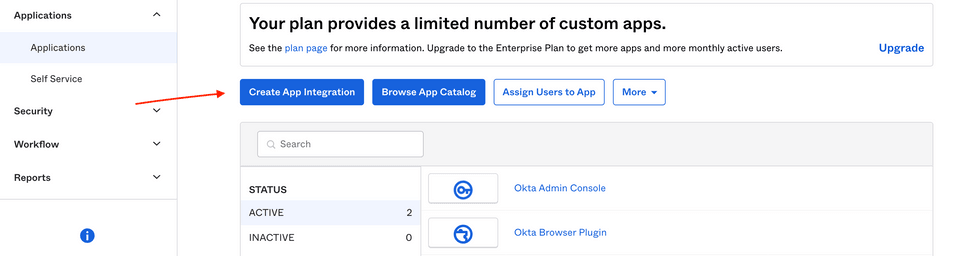 Applications
Applications
Self Service
Security
Workflow
Reports
Your plan provides a limited number of custom apps.
See the plan page for more information. Upgrade to the Enterprise Plan to get more apps and more monthly active users.
Upgrade
Create App Integration
Browse App Catalog
Assign Users to App
More
Search
STATUS
ACTIVE 2
INACTIVE 0
Okta Admin Console
Okta Browser Plugin